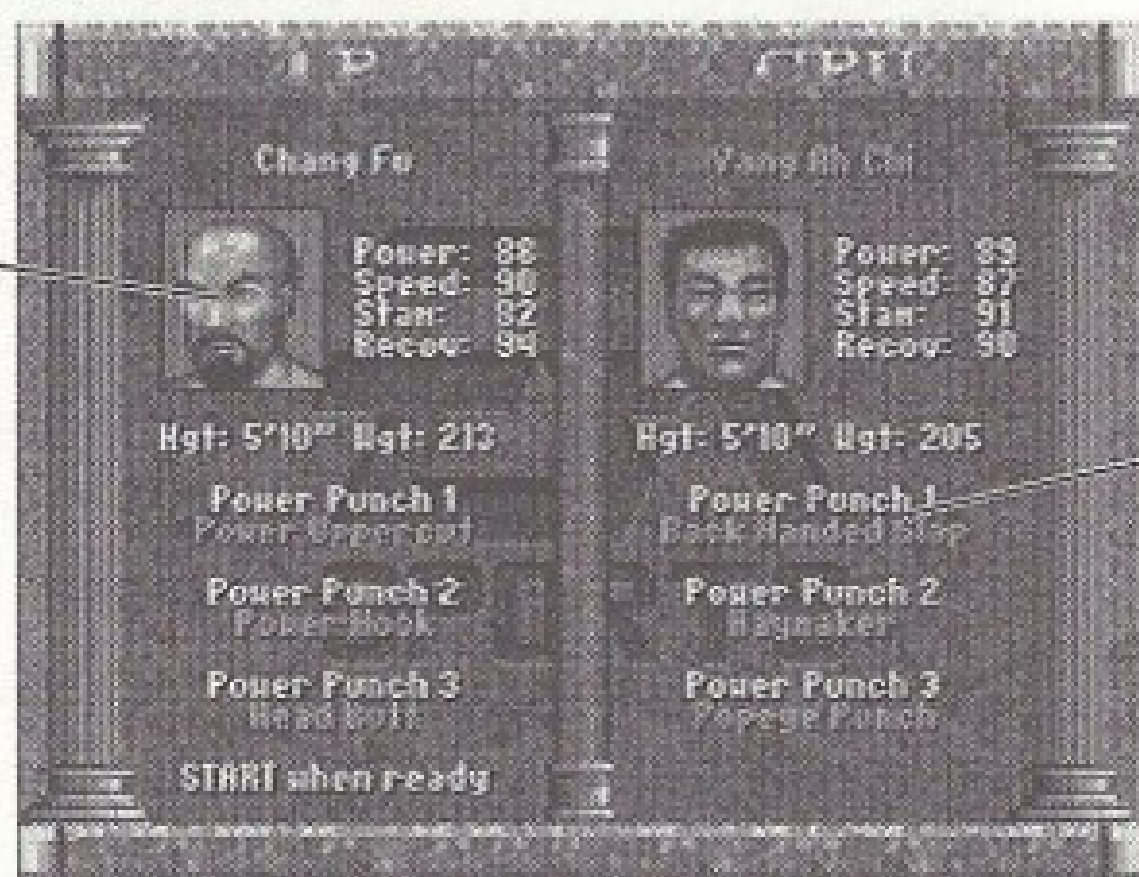 1P CPU
Chang Fu
Power: 88
Speed: 90
Stam: 82
Recov: 94
Hgt: 5'10" Wgt: 213
Power Punch 1
Power Uppercut
Power Punch 2
Power Hook
Power Punch 3
Head Butt
START when ready
Yang Ah Chi
Power: 89
Speed: 87
Stam: 91
Recov: 90
Hgt: 5'10" Wgt: 205
Power Punch 1
Back Handed Slap
Power Punch 2
Haymaker
Power Punch 3
Popeye Punch